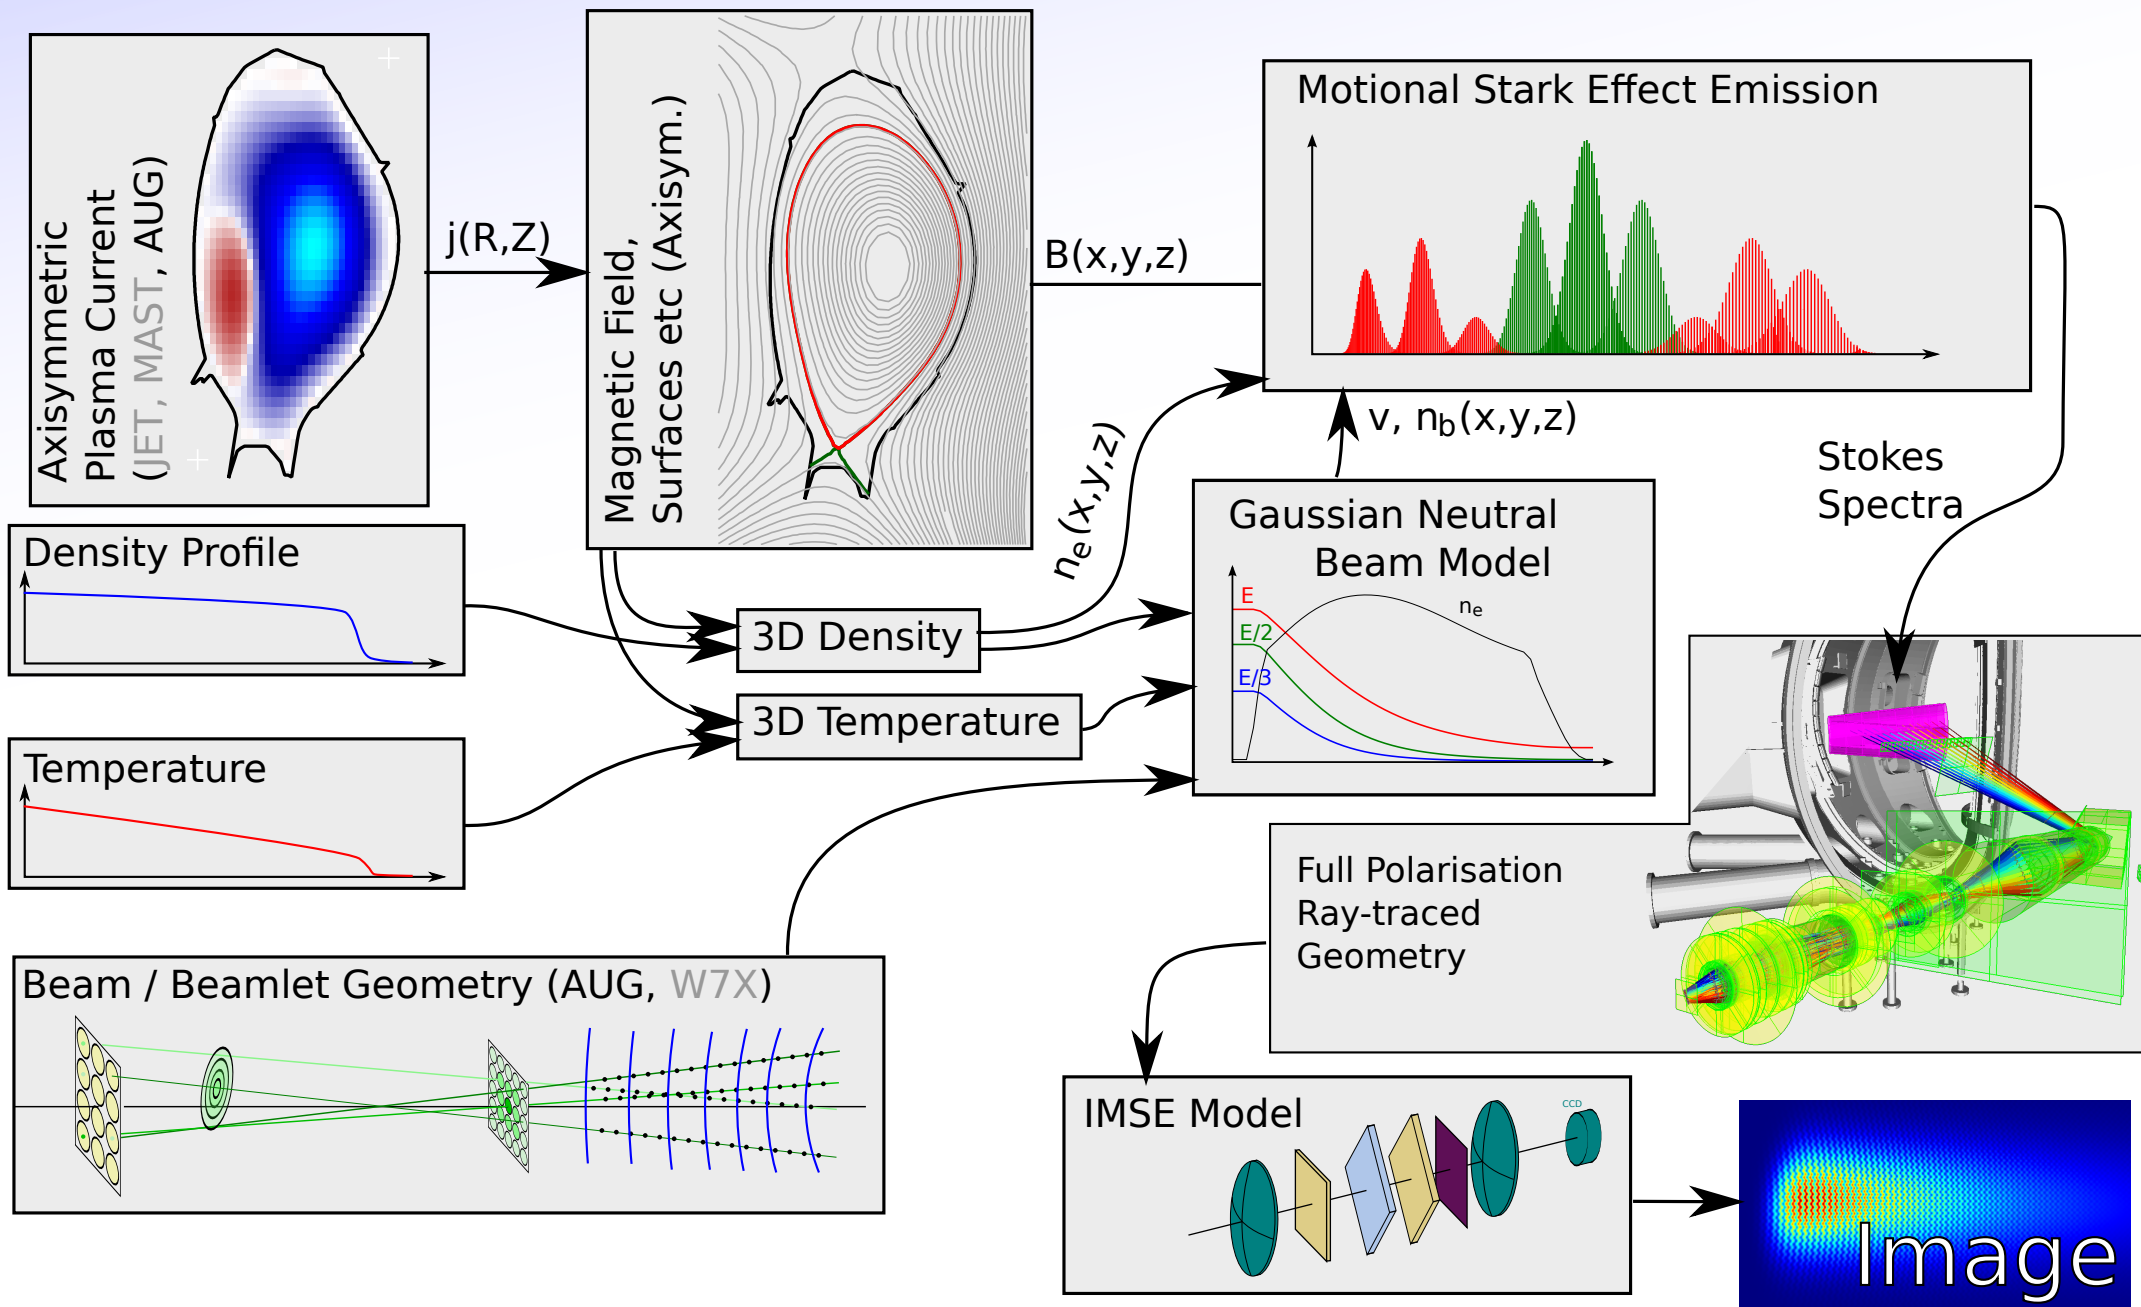 Axisymmetric
Plasma Current
(JET, MAST, AUG)
j(R,Z)
Magnetic Field,
Surfaces etc (Axisym.)
B(x,y,z)
Motional Stark Effect Emission
Density Profile
Temperature
3D Density
3D Temperature
nₑ(x,y,z)
v, n_b(x,y,z)
Gaussian Neutral
Beam Model
E
E/2
E/3
nₑ
Stokes
Spectra
Beam / Beamlet Geometry (AUG, W7X)
Full Polarisation
Ray-traced
Geometry
IMSE Model
CCD
Image